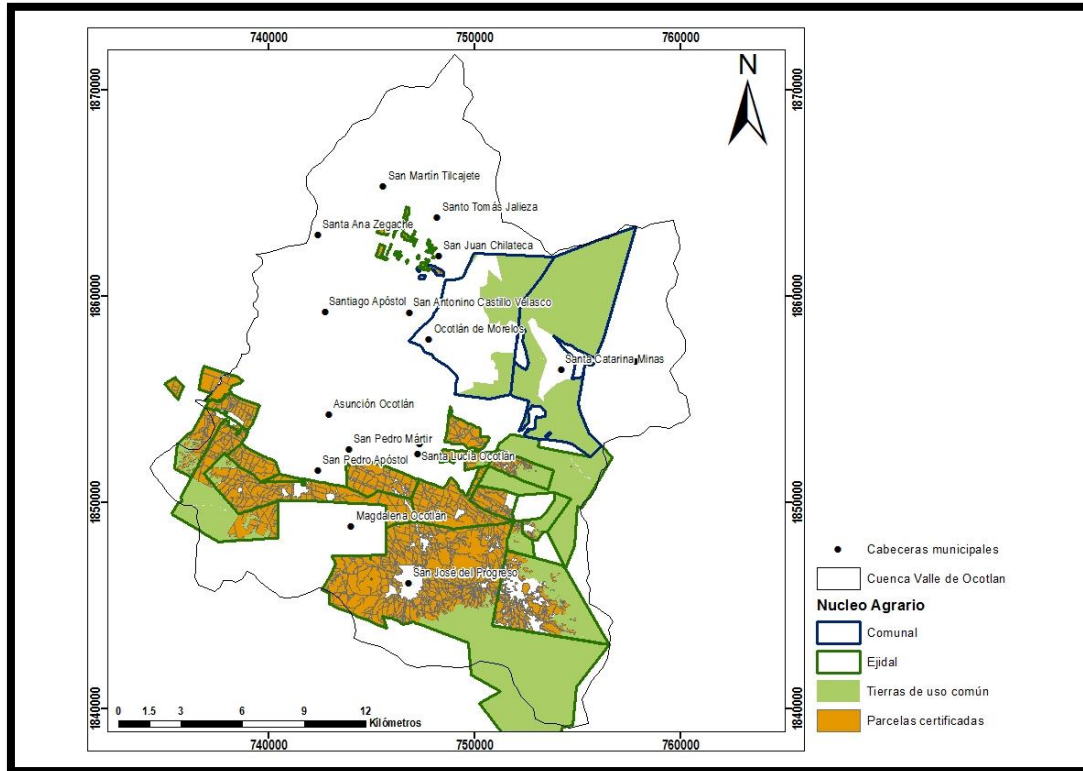 740000
750000
760000
1870000
1870000
N
San Martín Tilcajete
Santo Tomás Jalieza
Santa Ana Zegache
San Juan Chilateca
1860000
1860000
Santiago Apóstol
San Antonino Castillo Velasco
Ocotlán de Morelos
Santa Catarina Minas
Asunción Ocotlán
San Pedro Mártir
Santa Lucía Ocotlán
San Pedro Apóstol
1850000
1850000
Magdalena Ocotlán
San José del Progreso
Cabeceras municipales
Cuenca Valle de Ocotlan
Nucleo Agrario
Comunal
Ejidal
Tierras de uso común
Parcelas certificadas
1840000
1840000
0 1.5 3 6 9 12
Kilómetros
740000
750000
760000